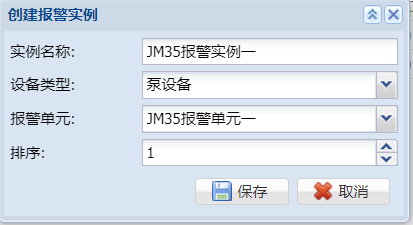 创建报警实例
实例名称: JM35报警实例一
设备类型: 泵设备
报警单元: JM35报警单元一
排序: 1
保存 取消